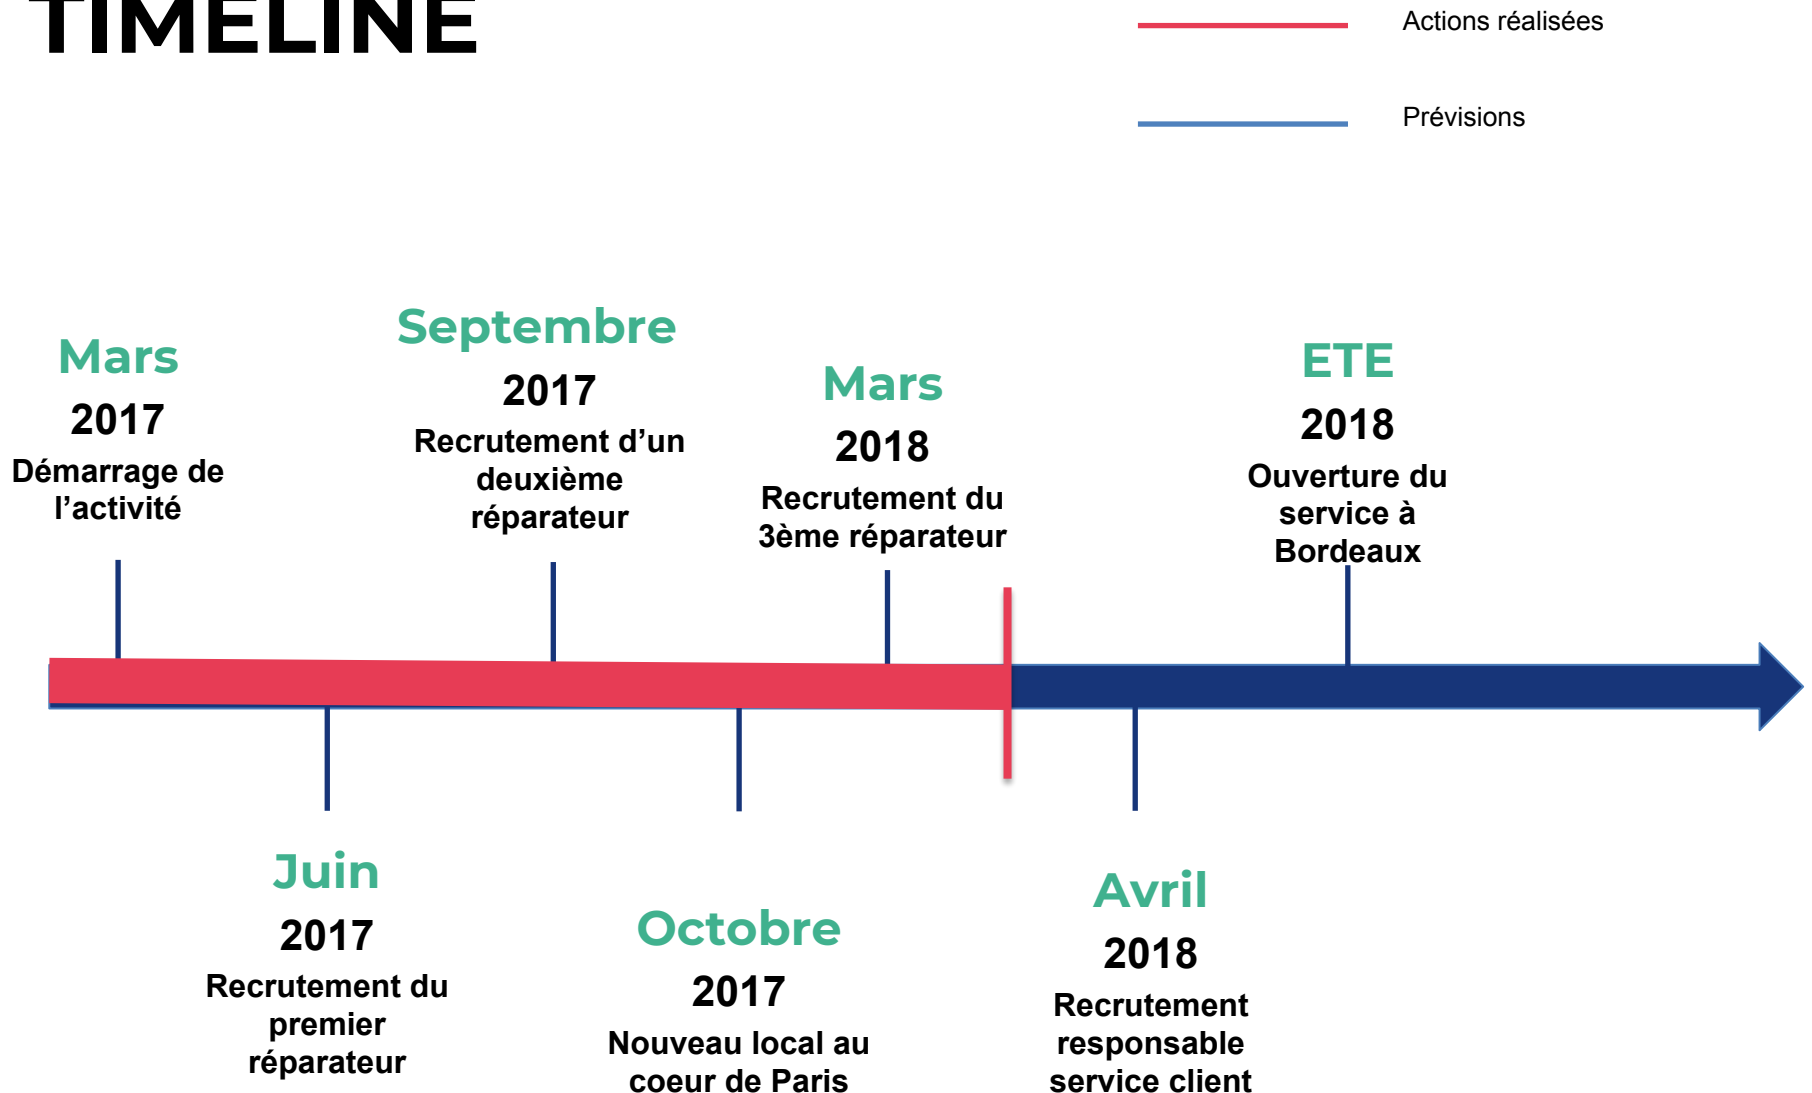 TIMELINE
Actions réalisées
Prévisions
Mars
2017
Démarrage de
l’activité
Septembre
2017
Recrutement d’un
deuxième
réparateur
Mars
2018
Recrutement du
3ème réparateur
ETE
2018
Ouverture du
service à
Bordeaux
Juin
2017
Recrutement du
premier
réparateur
Octobre
2017
Nouveau local au
coeur de Paris
Avril
2018
Recrutement
responsable
service client